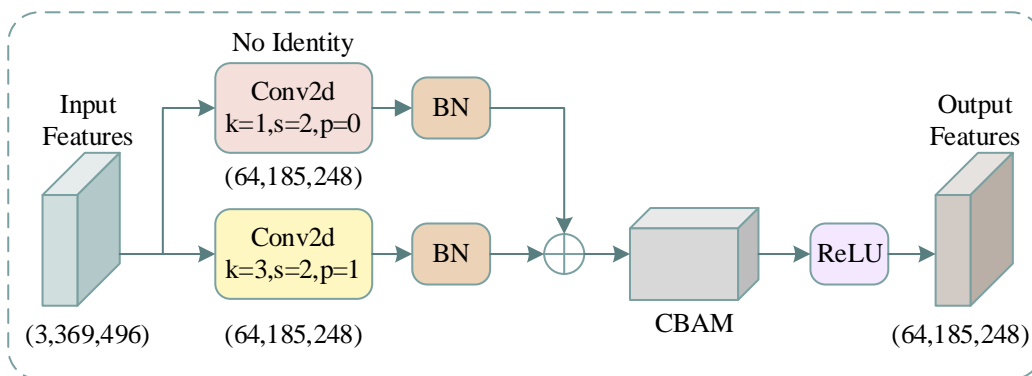 Input
Features
(3,369,496)
No Identity
Conv2d
k=1,s=2,p=0
(64,185,248)
BN
Conv2d
k=3,s=2,p=1
(64,185,248)
BN
CBAM
ReLU
Output
Features
(64,185,248)